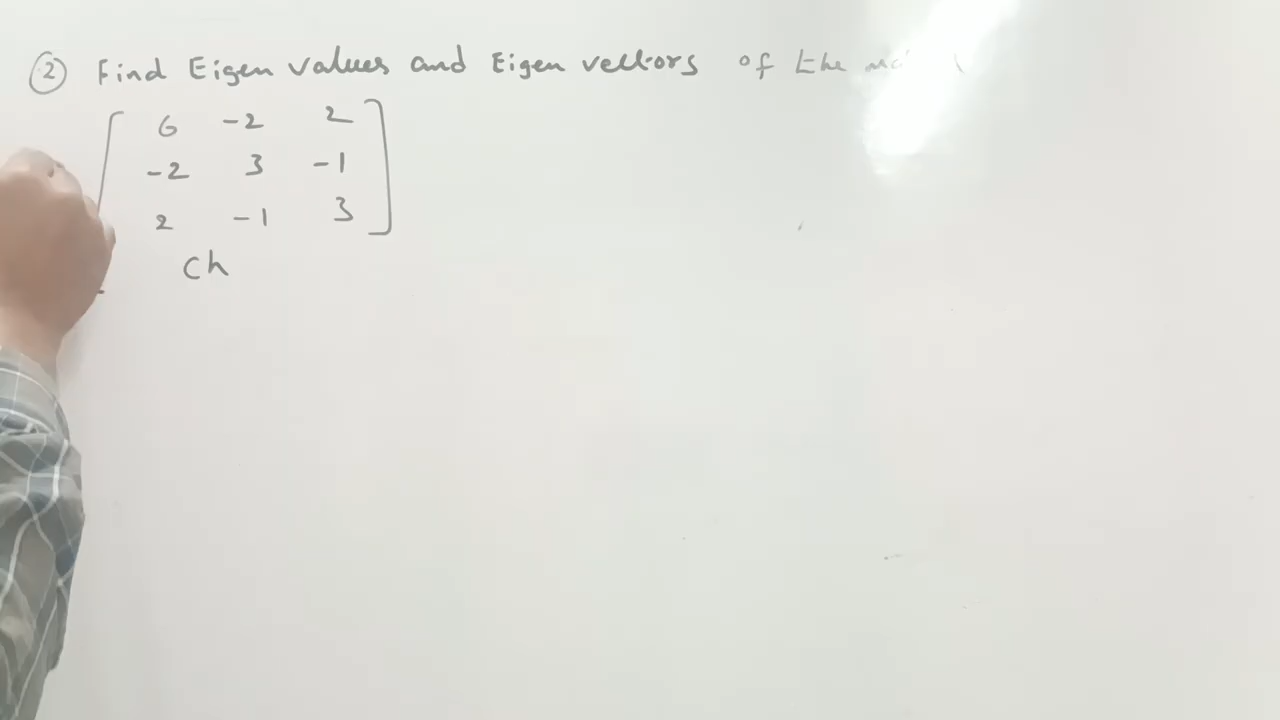 ② Find Eigen values and Eigen vectors of the
6 -2 2
-2 3 -1
2 -1 3
Ch